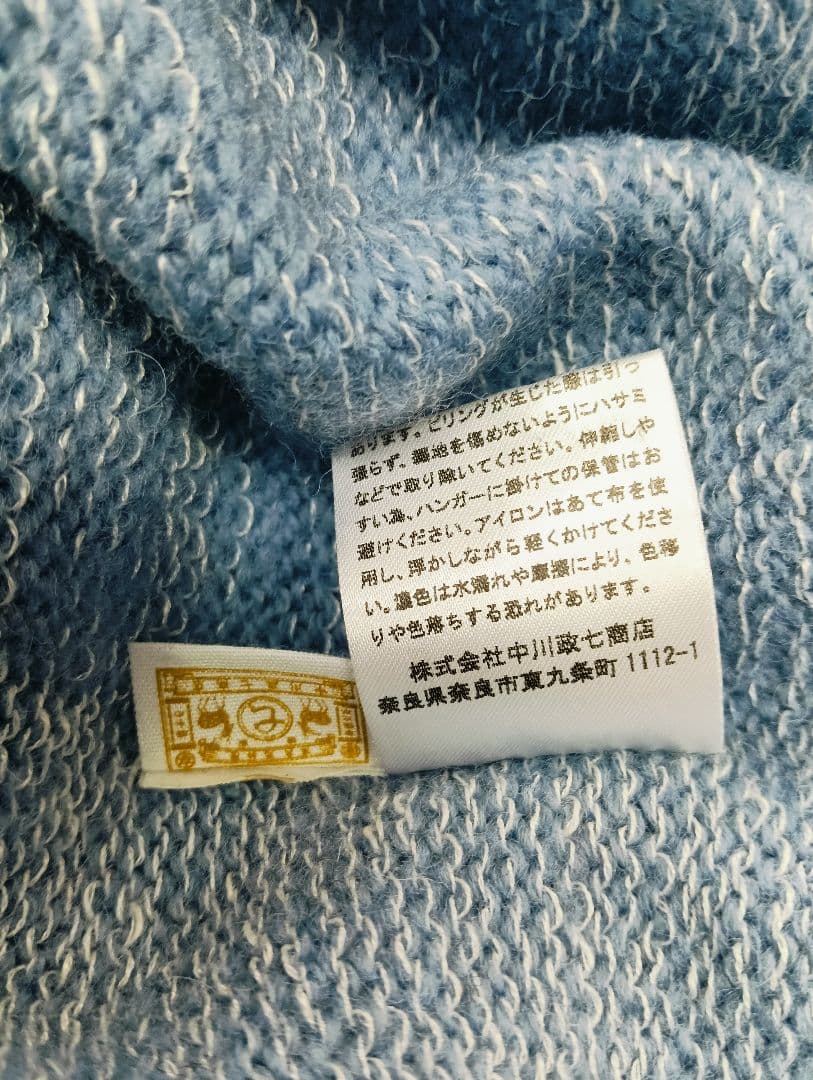 あります。ピリングが生じた際は引っ
張らず。編地を傷めないようにハサミ
などで取り除いてください。伸縮しや
すい為、ハンガーに掛けての保管はお
避けください。アイロンはあて布を使
用し、浮かしながら軽くかけてくださ
い。濃色は水濡れや摩擦により、色移
りや色落ちする恐れがあります。
株式会社中川政七商店
奈良県奈良市東九条町 1112-1